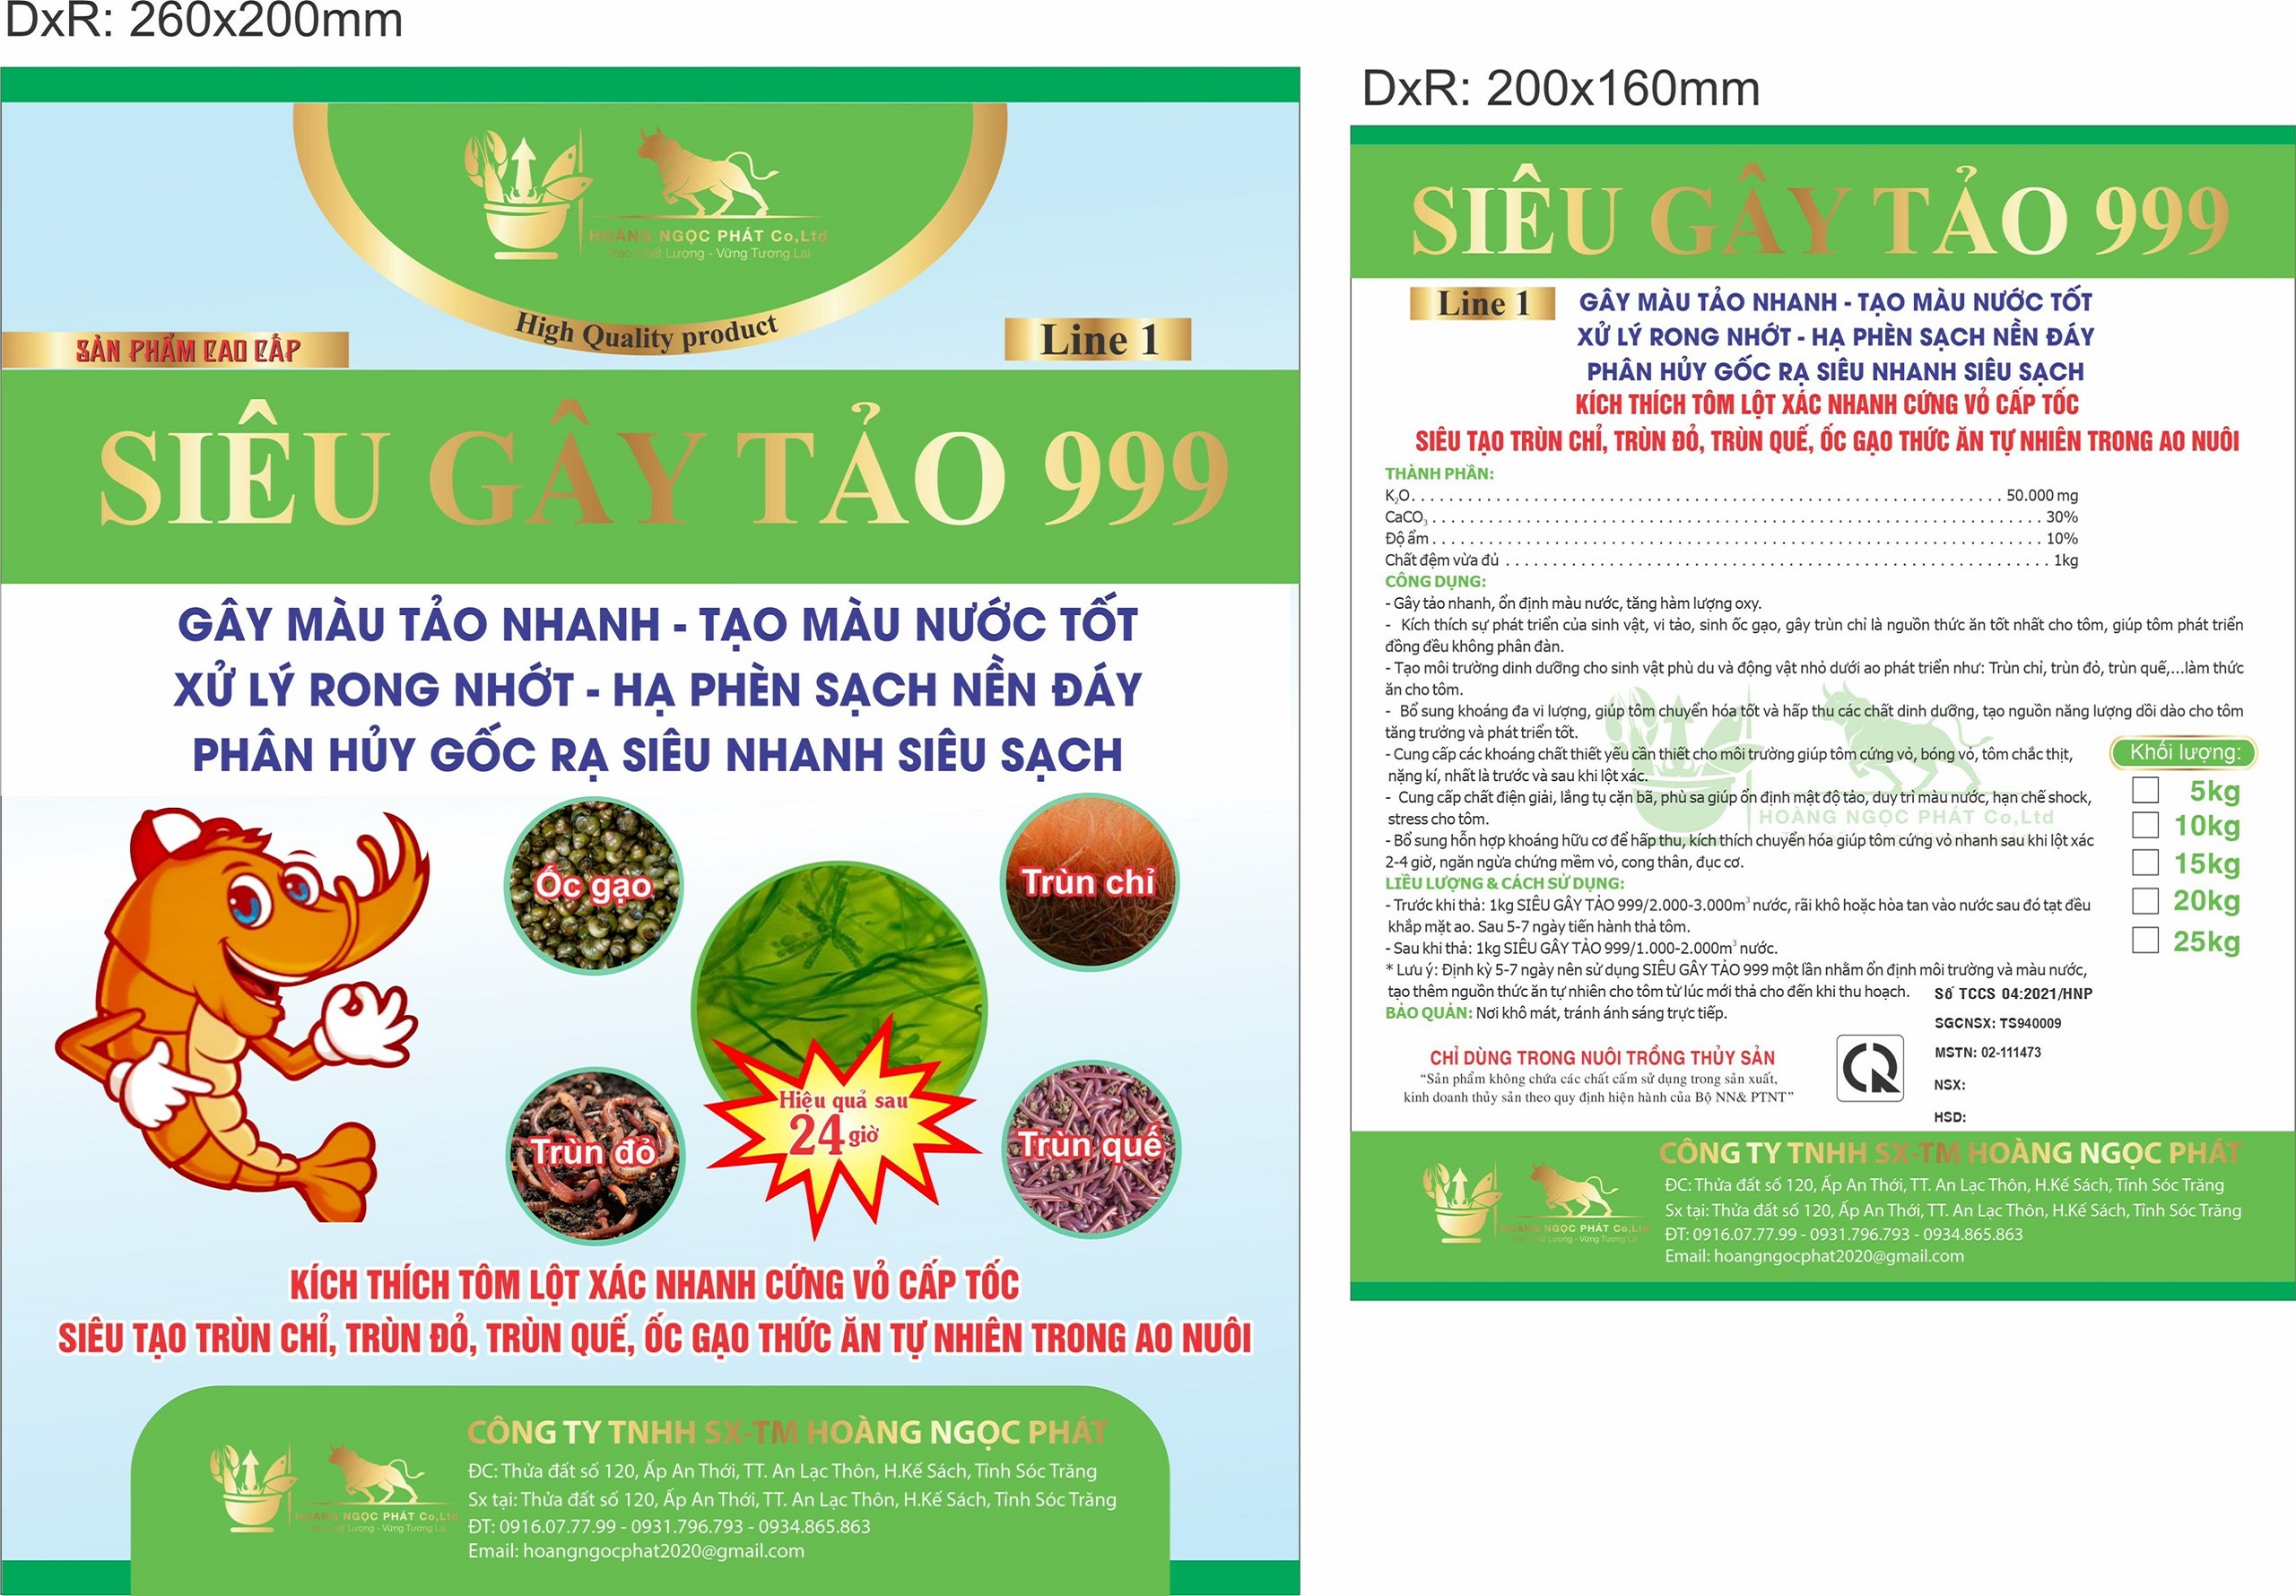 DxR: 260x200mm
HOÀNG NGỌC PHÁT Co,Ltd
Trao Chất Lượng - Vững Tương Lai
High Quality product
SẢN PHẨM CAO CẤP
Line 1
SIÊU GÂY TẢO 999
GÂY MÀU TẢO NHANH - TẠO MÀU NƯỚC TỐT
XỬ LÝ RONG NHỚT - HẠ PHÈN SẠCH NỀN ĐÁY
PHÂN HỦY GỐC RẠ SIÊU NHANH SIÊU SẠCH
Ốc gạo
Trùn chỉ
Trùn đỏ
Hiệu quả sau
24 giờ
Trùn quế
KÍCH THÍCH TÔM LỘT XÁC NHANH CỨNG VỎ CẤP TỐC
SIÊU TẠO TRÙN CHỈ, TRÙN ĐỎ, TRÙN QUẾ, ỐC GẠO THỨC ĂN TỰ NHIÊN TRONG AO NUÔI
HOÀNG NGỌC PHÁT Co,Ltd
Trao Chất Lượng - Vững Tương Lai
CÔNG TY TNHH SX-TM HOÀNG NGỌC PHÁT
ĐC: Thửa đất số 120, Ấp An Thới, TT. An Lạc Thôn, H.Kế Sách, Tỉnh Sóc Trăng
Sx tại: Thửa đất số 120, Ấp An Thới, TT. An Lạc Thôn, H.Kế Sách, Tỉnh Sóc Trăng
ĐT: 0916.07.77.99 - 0931.796.793 - 0934.865.863
Email: hoangngocphat2020@gmail.com
DxR: 200x160mm
SIÊU GÂY TẢO 999
Line 1
GÂY MÀU TẢO NHANH - TẠO MÀU NƯỚC TỐT
XỬ LÝ RONG NHỚT - HẠ PHÈN SẠCH NỀN ĐÁY
PHÂN HỦY GỐC RẠ SIÊU NHANH SIÊU SẠCH
KÍCH THÍCH TÔM LỘT XÁC NHANH CỨNG VỎ CẤP TỐC
SIÊU TẠO TRÙN CHỈ, TRÙN ĐỎ, TRÙN QUẾ, ỐC GẠO THỨC ĂN TỰ NHIÊN TRONG AO NUÔI
THÀNH PHẦN:
K₂O. . . . . . . . . . 50.000 mg
CaCO₃ . . . . . . . . . . 30%
Độ ẩm . . . . . . . . . . 10%
Chất đệm vừa đủ . . . . . . . . . . 1kg
CÔNG DỤNG:
- Gây tảo nhanh, ổn định màu nước, tăng hàm lượng oxy.
- Kích thích sự phát triển của sinh vật, vi tảo, sinh ốc gạo, gây trùn chỉ là nguồn thức ăn tốt nhất cho tôm, giúp tôm phát triển
đồng đều không phân đàn.
- Tạo môi trường dinh dưỡng cho sinh vật phù du và động vật nhỏ dưới ao phát triển như: Trùn chỉ, trùn đỏ, trùn quế,...làm thức
ăn cho tôm.
- Bổ sung khoáng đa vi lượng, giúp tôm chuyển hóa tốt và hấp thu các chất dinh dưỡng, tạo nguồn năng lượng dồi dào cho tôm
tăng trưởng và phát triển tốt.
- Cung cấp các khoáng chất thiết yếu cần thiết cho môi trường giúp tôm cứng vỏ, bóng vỏ, tôm chắc thịt,
nặng kí, nhất là trước và sau khi lột xác.
- Cung cấp chất điện giải, lắng tụ cặn bã, phù sa giúp ổn định mật độ tảo, duy trì màu nước, hạn chế shock,
stress cho tôm.
- Bổ sung hỗn hợp khoáng hữu cơ để hấp thu, kích thích chuyển hóa giúp tôm cứng vỏ nhanh sau khi lột xác
2-4 giờ, ngăn ngừa chứng mềm vỏ, cong thân, đục cơ.
HOÀNG NGỌC PHÁT Co,Ltd
Khối lượng:
5kg
10kg
15kg
20kg
25kg
LIỀU LƯỢNG & CÁCH SỬ DỤNG:
- Trước khi thả: 1kg SIÊU GÂY TẢO 999/2.000-3.000m³ nước, rãi khô hoặc hòa tan vào nước sau đó tạt đều
khắp mặt ao. Sau 5-7 ngày tiến hành thả tôm.
- Sau khi thả: 1kg SIÊU GÂY TẢO 999/1.000-2.000m³ nước.
* Lưu ý: Định kỳ 5-7 ngày nên sử dụng SIÊU GÂY TẢO 999 một lần nhằm ổn định môi trường và màu nước,
tạo thêm nguồn thức ăn tự nhiên cho tôm từ lúc mới thả cho đến khi thu hoạch.
BẢO QUẢN: Nơi khô mát, tránh ánh sáng trực tiếp.
Số TCCS 04:2021/HNP
SGCNSX: TS940009
MSTN: 02-111473
NSX:
HSD:
CHỈ DÙNG TRONG NUÔI TRỒNG THỦY SẢN
“Sản phẩm không chứa các chất cấm sử dụng trong sản xuất,
kinh doanh thủy sản theo quy định hiện hành của Bộ NN& PTNT”
HOÀNG NGỌC PHÁT Co,Ltd
Trao Chất Lượng - Vững Tương Lai
CÔNG TY TNHH SX-TM HOÀNG NGỌC PHÁT
ĐC: Thửa đất số 120, Ấp An Thới, TT. An Lạc Thôn, H.Kế Sách, Tỉnh Sóc Trăng
Sx tại: Thửa đất số 120, Ấp An Thới, TT. An Lạc Thôn, H.Kế Sách, Tỉnh Sóc Trăng
ĐT: 0916.07.77.99 - 0931.796.793 - 0934.865.863
Email: hoangngocphat2020@gmail.com